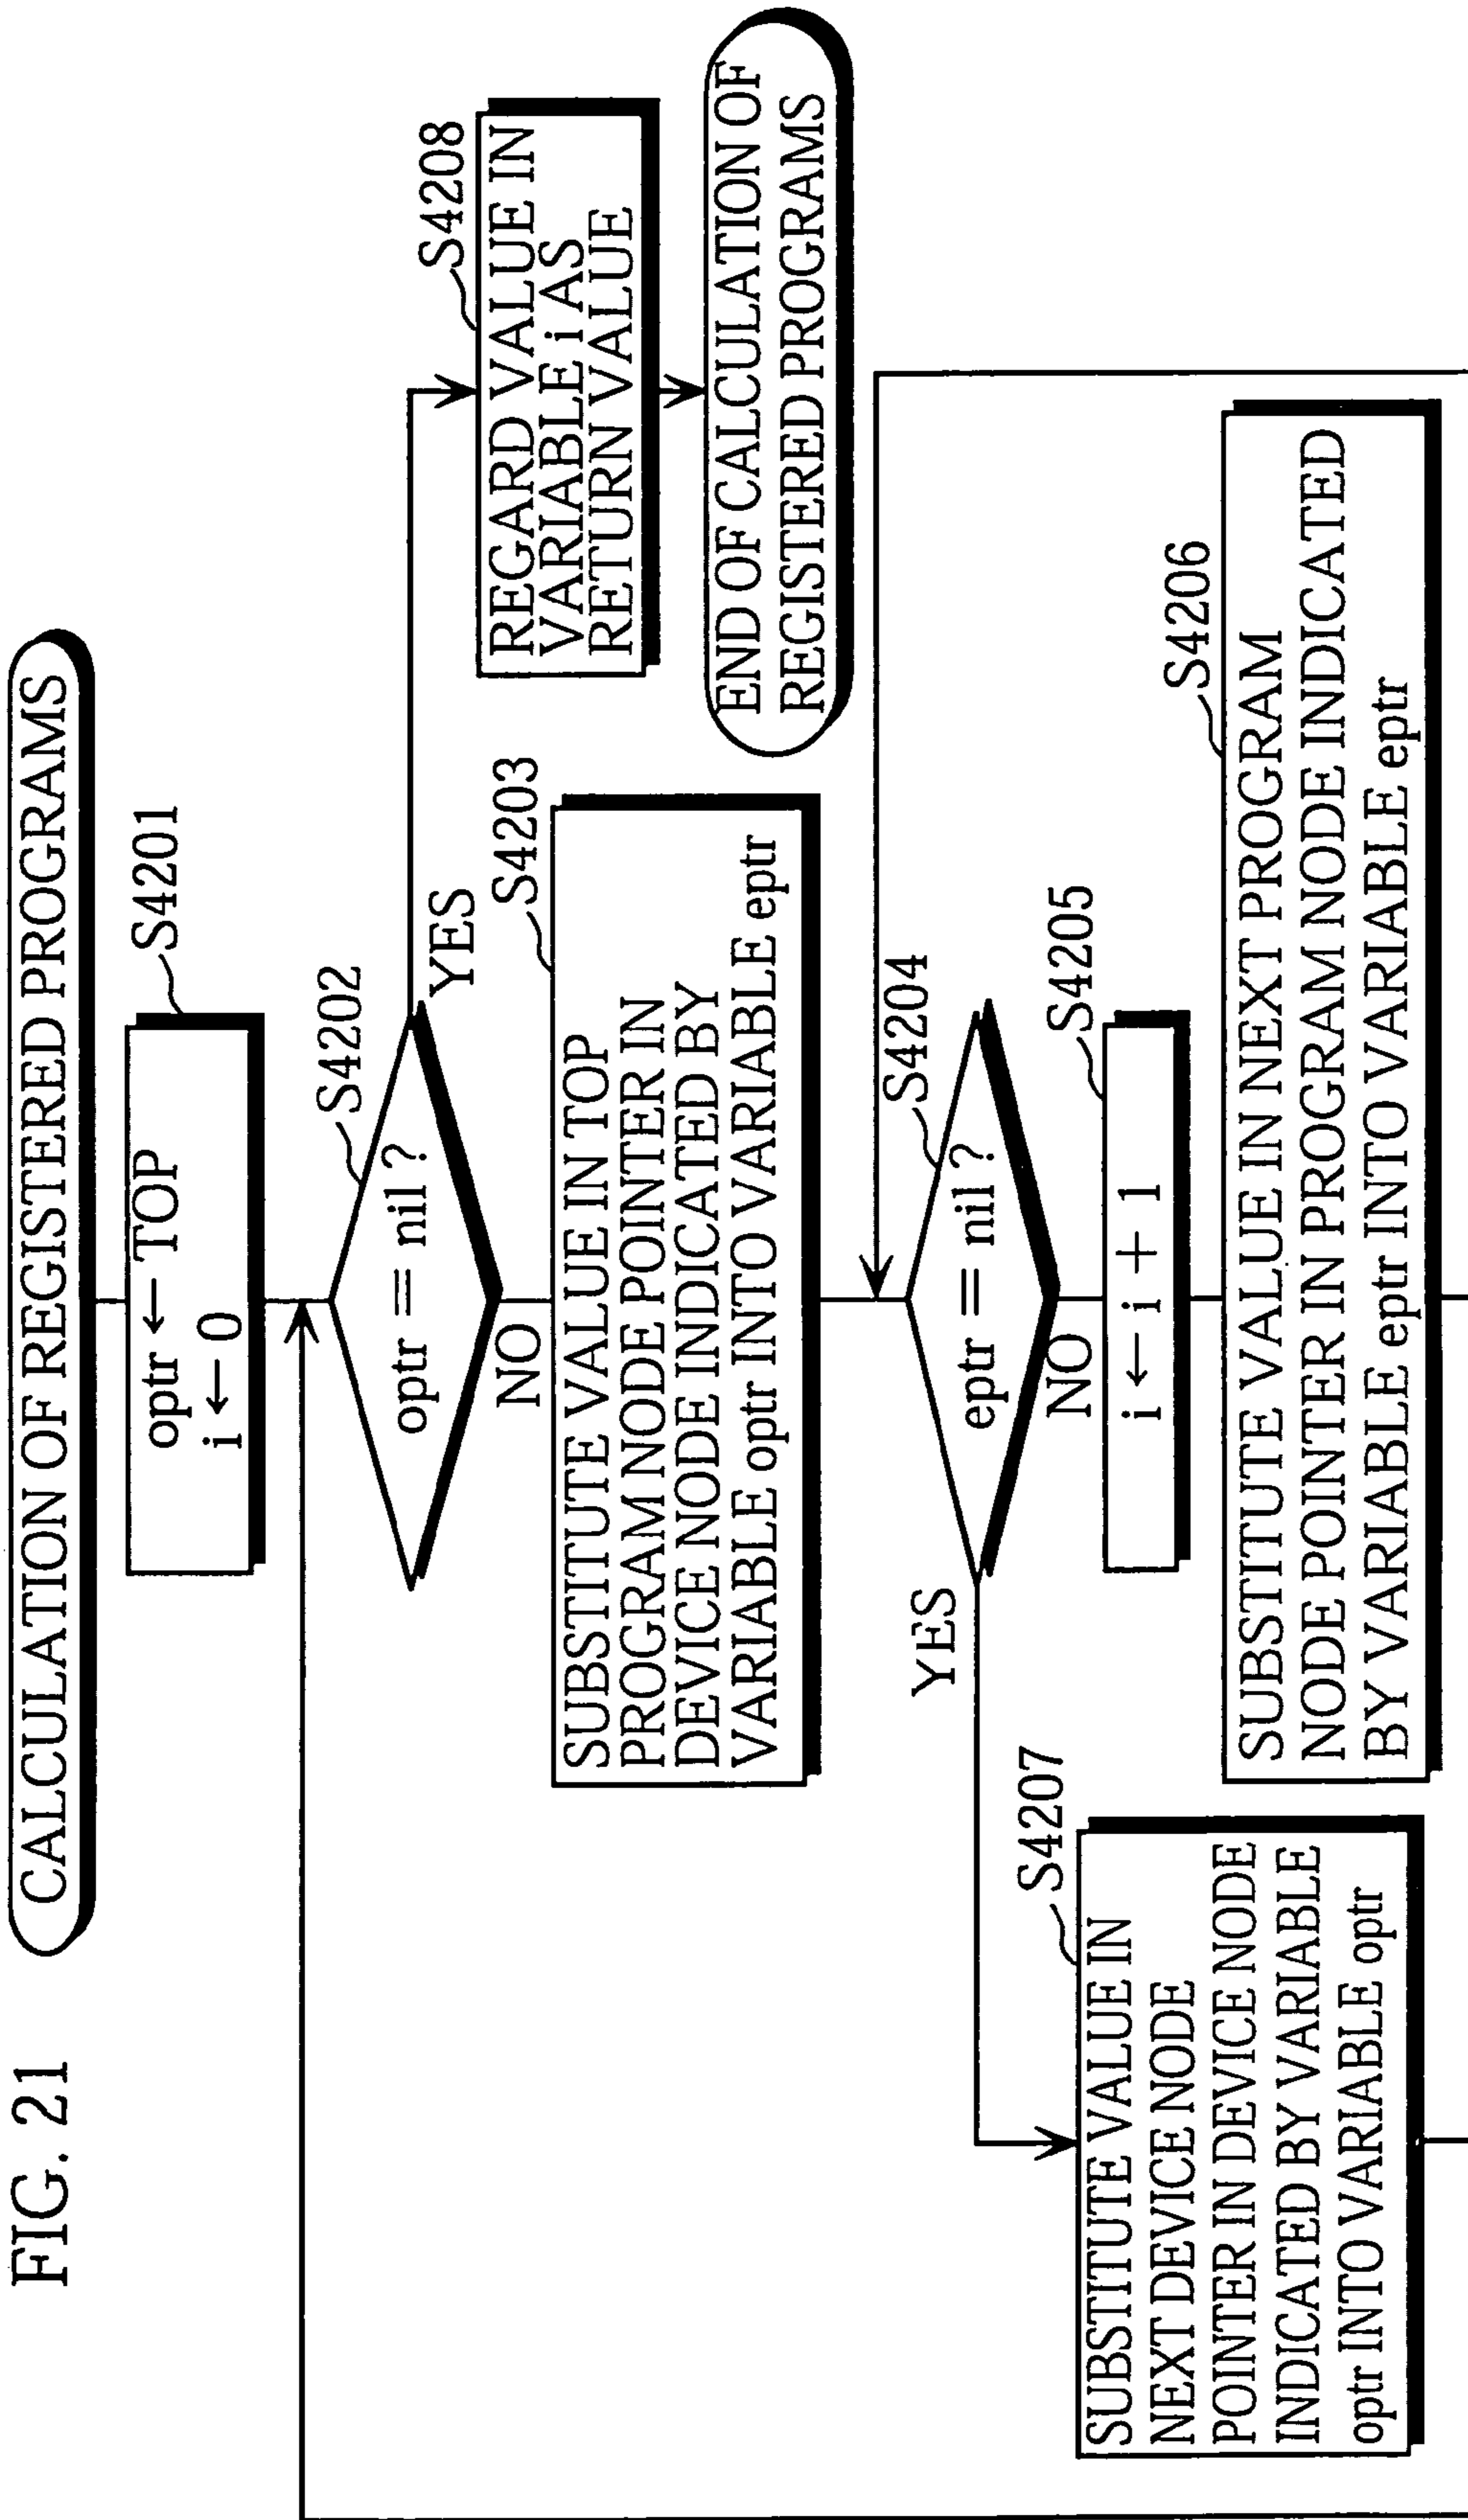 FIG. 21
CALCULATION OF REGISTERED PROGRAMS
S4201
optr ← TOP
i ← 0
S4202
optr = nil ?
YES
NO
S4208
REGARD VALUE IN
VARIABLE i AS
RETURN VALUE
END OF CALCULATION OF
REGISTERED PROGRAMS
S4203
SUBSTITUTE VALUE IN TOP
PROGRAM NODE POINTER IN
DEVICE NODE INDICATED BY
VARIABLE optr INTO VARIABLE eptr
S4204
eptr = nil ?
YES
NO
S4205
i ← i + 1
S4206
SUBSTITUTE VALUE IN NEXT PROGRAM
NODE POINTER IN PROGRAM NODE INDICATED
BY VARIABLE eptr INTO VARIABLE eptr
S4207
SUBSTITUTE VALUE IN
NEXT DEVICE NODE
POINTER IN DEVICE NODE
INDICATED BY VARIABLE
optr INTO VARIABLE optr